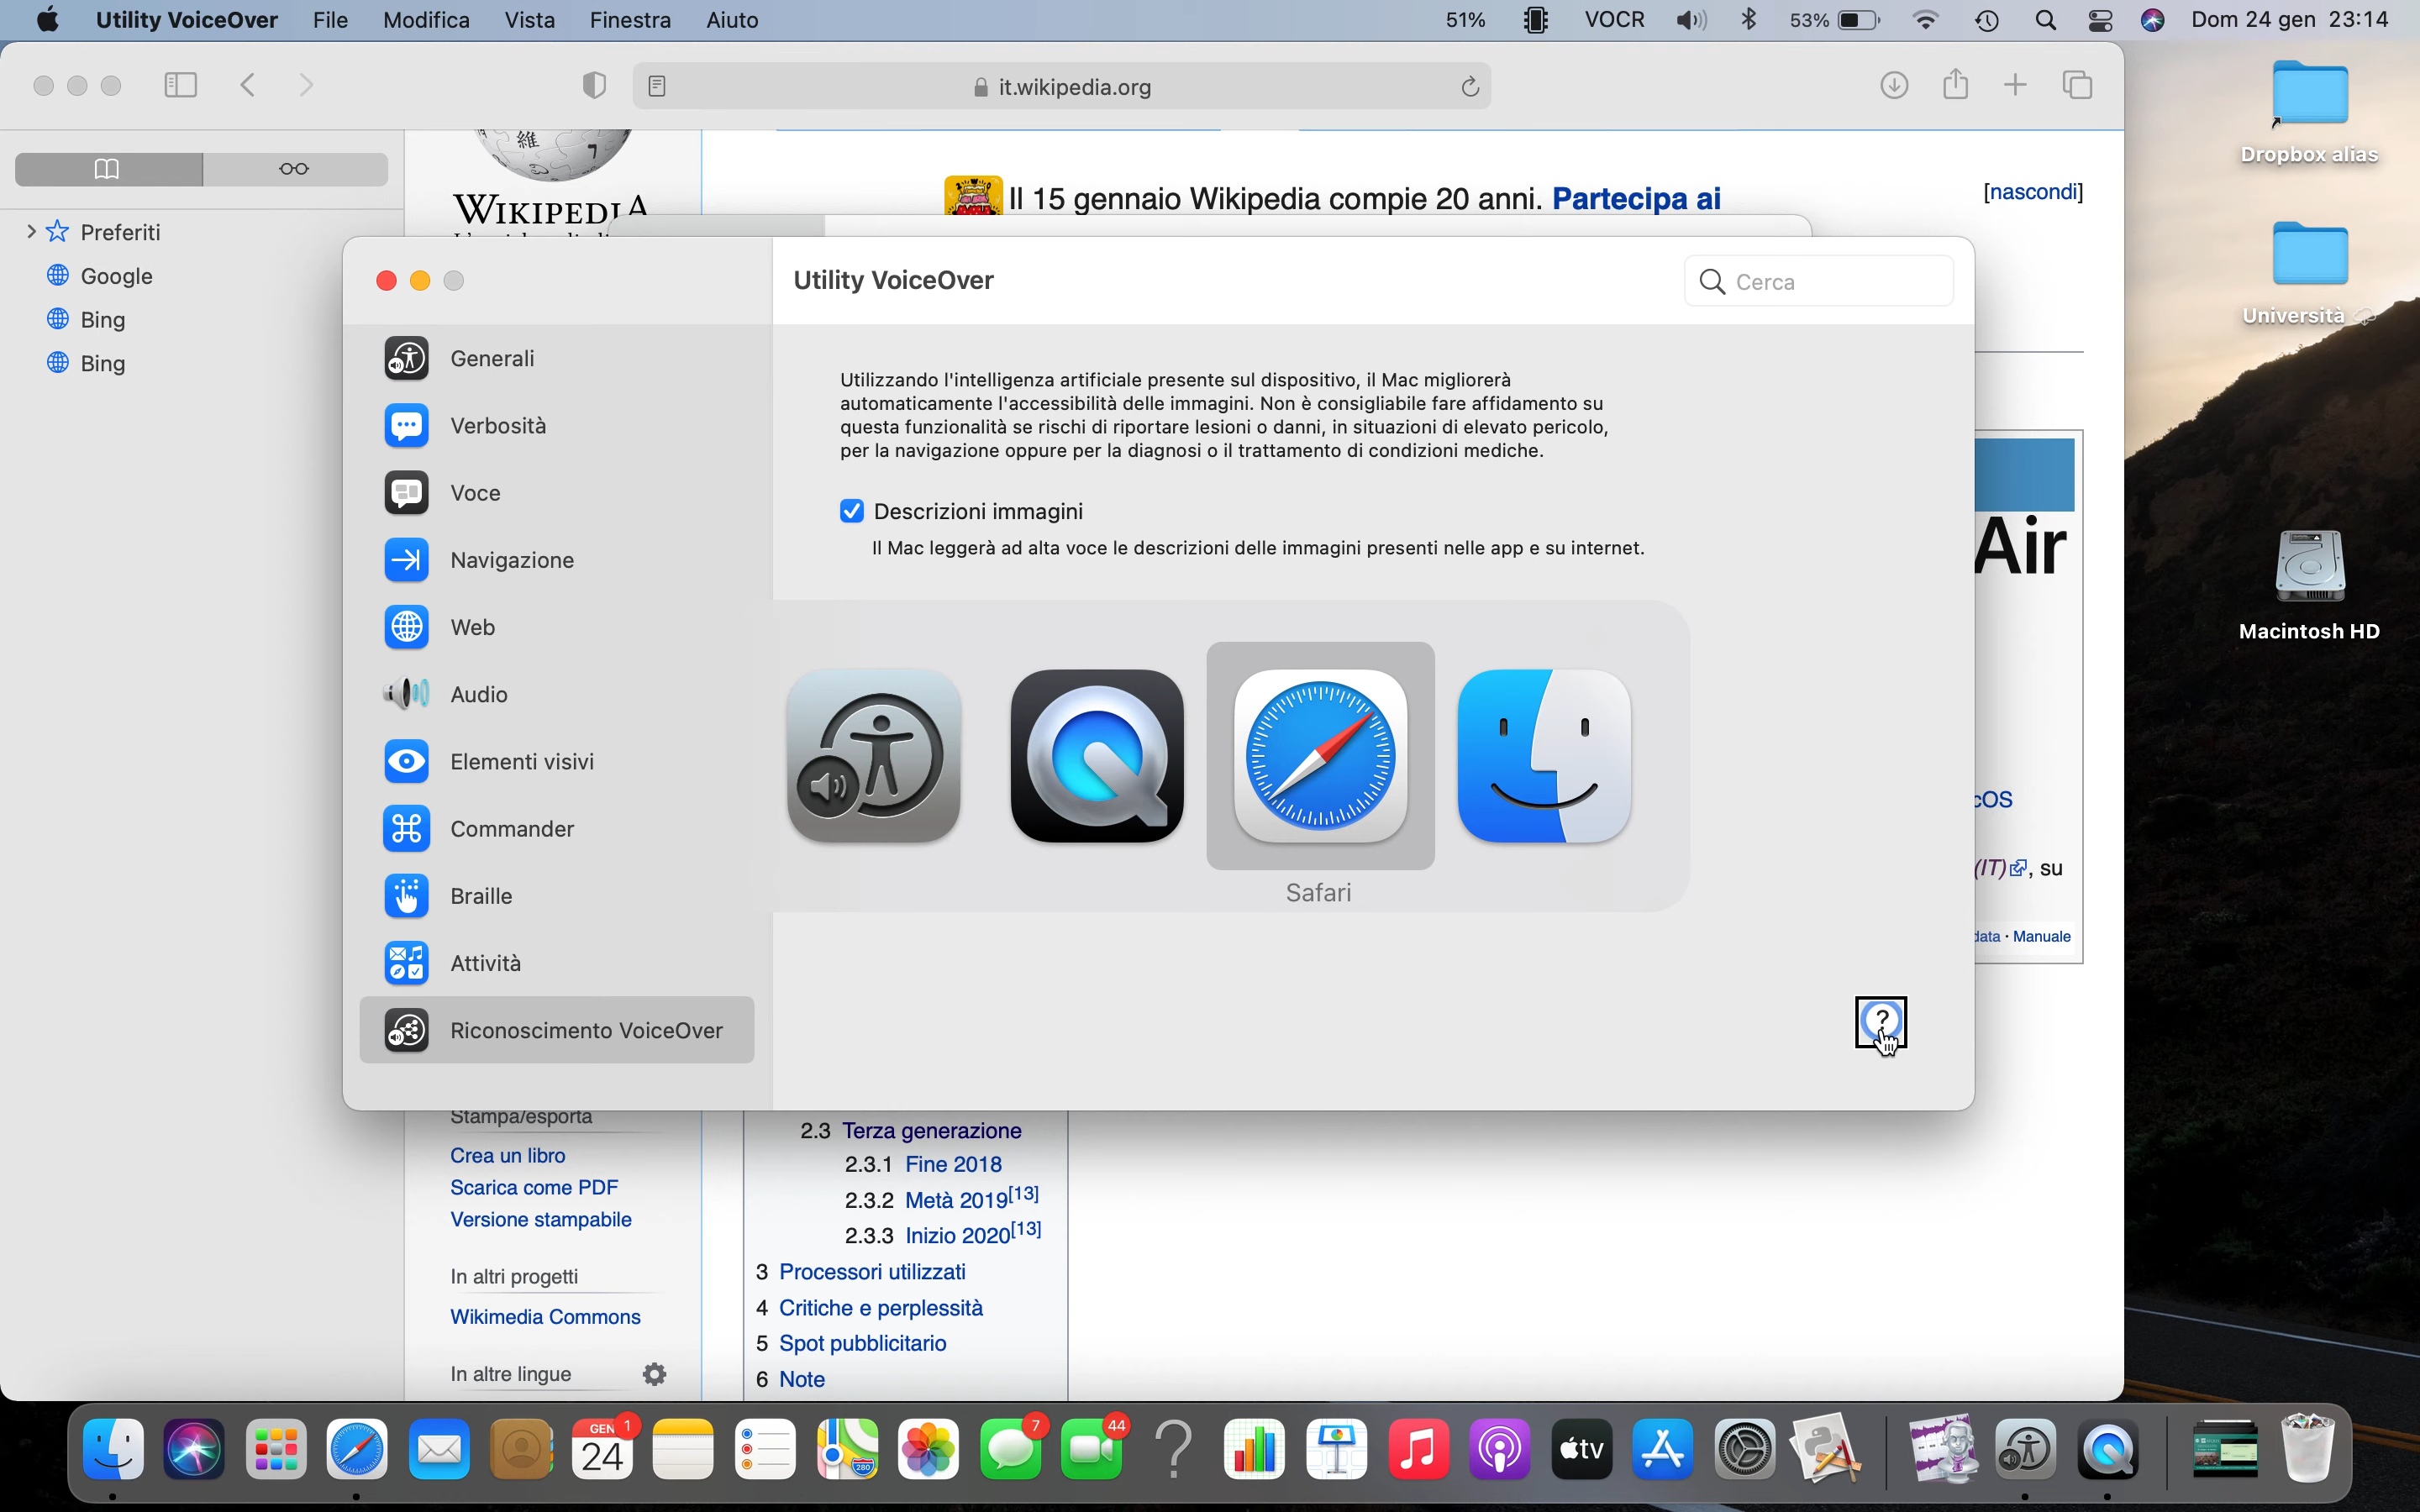 Utility VoiceOver File Modifica Vista Finestra Aiuto 51% VOCR 53% Dom 24 gen 23:14
it.wikipedia.org
Dropbox alias
Università
Macintosh HD
Preferiti
Google
Bing
Bing
維
WIKIPEDIA
Il 15 gennaio Wikipedia compie 20 anni. Partecipa ai
[nascondi]
Utility VoiceOver
Cerca
Generali
Verbosità
Voce
Navigazione
Web
Audio
Elementi visivi
Commander
Braille
Attività
Riconoscimento VoiceOver
Utilizzando l'intelligenza artificiale presente sul dispositivo, il Mac migliorerà
automaticamente l'accessibilità delle immagini. Non è consigliabile fare affidamento su
questa funzionalità se rischi di riportare lesioni o danni, in situazioni di elevato pericolo,
per la navigazione oppure per la diagnosi o il trattamento di condizioni mediche.
Descrizioni immagini
Il Mac leggerà ad alta voce le descrizioni delle immagini presenti nelle app e su internet.
Safari
?
Air
cOS
(IT), su
data · Manuale
Stampa/esporta
Crea un libro
Scarica come PDF
Versione stampabile
In altri progetti
Wikimedia Commons
In altre lingue
2.3 Terza generazione
2.3.1 Fine 2018
2.3.2 Metà 2019[13]
2.3.3 Inizio 2020[13]
3 Processori utilizzati
4 Critiche e perplessità
5 Spot pubblicitario
6 Note
GEN 1
24
280
7
44
?
tv